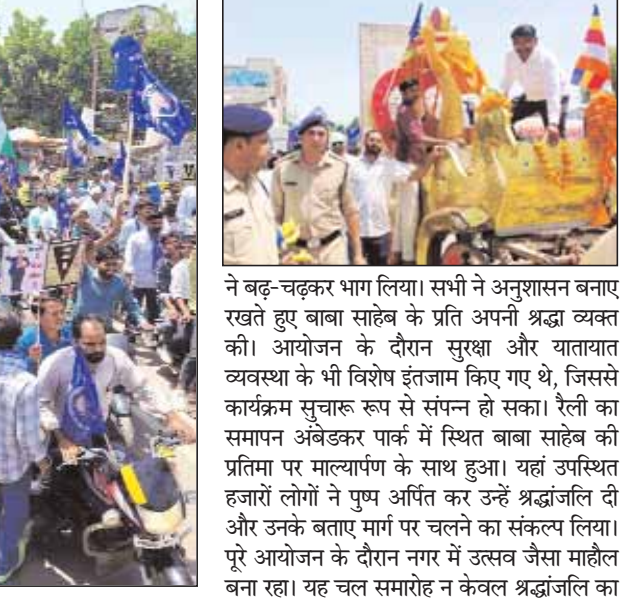 ने बढ़-चढ़कर भाग लिया। सभी ने अनुशासन बनाए
रखते हुए बाबा साहेब के प्रति अपनी श्रद्धा व्यक्त
की। आयोजन के दौरान सुरक्षा और यातायात
व्यवस्था के भी विशेष इंतजाम किए गए थे, जिससे
कार्यक्रम सुचारू रूप से संपन्न हो सका। रैली का
समापन अंबेडकर पार्क में स्थित बाबा साहेब की
प्रतिमा पर माल्यार्पण के साथ हुआ। यहां उपस्थित
हजारों लोगों ने पुष्प अर्पित कर उन्हें श्रद्धांजलि दी
और उनके बताए मार्ग पर चलने का संकल्प लिया।
पूरे आयोजन के दौरान नगर में उत्सव जैसा माहौल
बना रहा। यह चल समारोह न केवल श्रद्धांजलि का